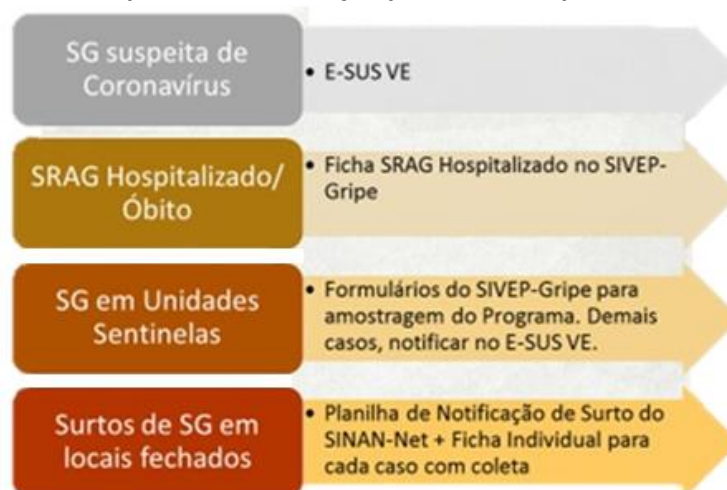 SG suspeita de
Coronavírus
• E-SUS VE
SRAG Hospitalizado/
Óbito
• Ficha SRAG Hospitalizado no SIVEP-
Gripe
SG em Unidades
Sentinelas
• Formulários do SIVEP-Gripe para
amostragem do Programa. Demais
casos, notificar no E-SUS VE.
Surtos de SG em
locais fechados
• Planilha de Notificação de Surto do
SINAN-Net + Ficha Individual para
cada caso com coleta